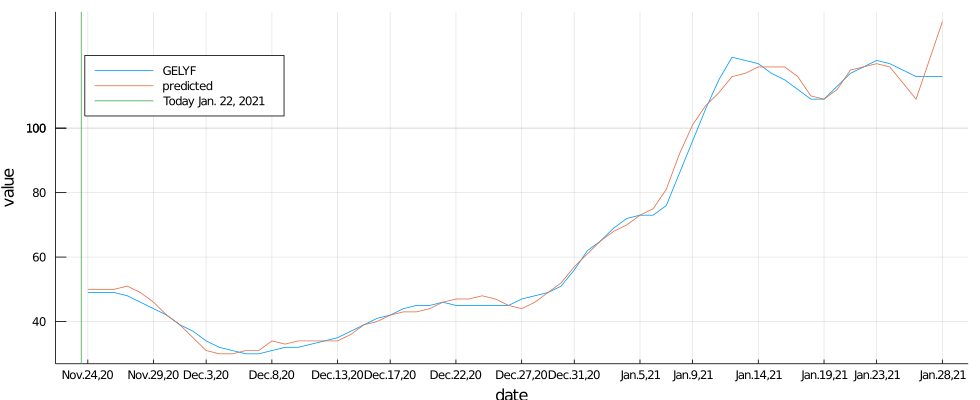 GELYF
predicted
Today Jan. 22, 2021
value
100
80
60
40
Nov.24,20 Nov.29,20 Dec.3,20 Dec.8,20 Dec.13,20 Dec.17,20 Dec.22,20 Dec.27,20 Dec.31,20 Jan.5,21 Jan.9,21 Jan.14,21 Jan.19,21 Jan.23,21 Jan.28,21
date